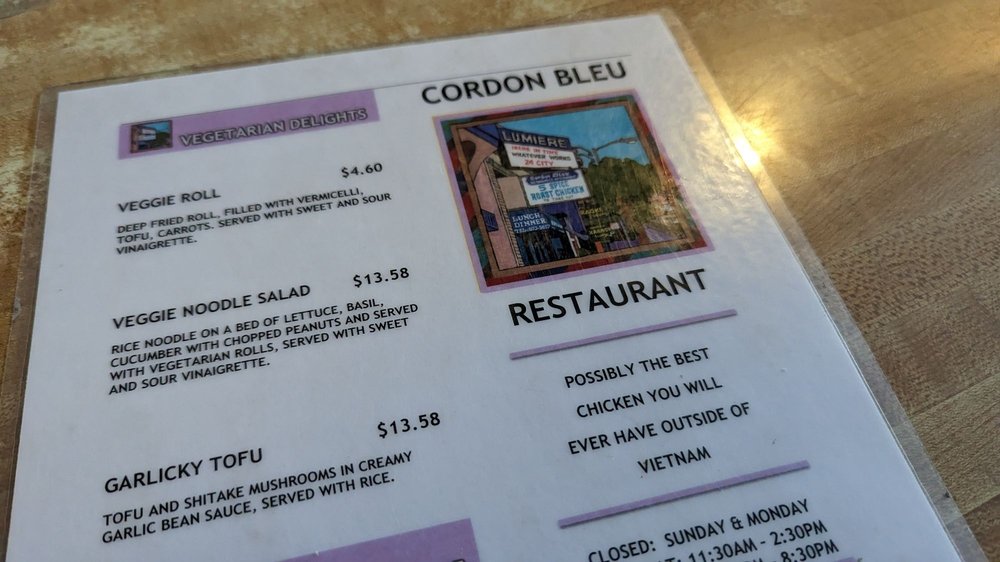 VEGETARIAN DELIGHTS
VEGGIE ROLL $4.60
DEEP FRIED ROLL, FILLED WITH VERMICELLI,
TOFU, CARROTS. SERVED WITH SWEET AND SOUR
VINAIGRETTE.
VEGGIE NOODLE SALAD $13.58
RICE NOODLE ON A BED OF LETTUCE, BASIL,
CUCUMBER WITH CHOPPED PEANUTS AND SERVED
WITH VEGETARIAN ROLLS, SERVED WITH SWEET
AND SOUR VINAIGRETTE.
GARLICKY TOFU $13.58
TOFU AND SHITAKE MUSHROOMS IN CREAMY
GARLIC BEAN SAUCE, SERVED WITH RICE.
CORDON BLEU
LUMIERE
WHATEVER WORKS
24 CITY
5 SPICE
ROAST CHICKEN
LUNCH
DINNER
RESTAURANT
POSSIBLY THE BEST
CHICKEN YOU WILL
EVER HAVE OUTSIDE OF
VIETNAM
CLOSED: SUNDAY & MONDAY
11:30AM - 2:30PM
8:30PM